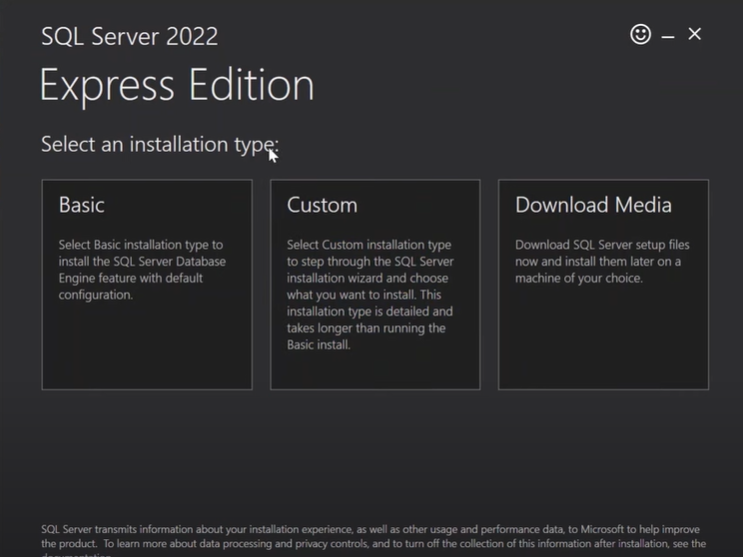 SQL Server 2022
Express Edition
Select an installation type:
Basic
Select Basic installation type to
install the SQL Server Database
Engine feature with default
configuration.
Custom
Select Custom installation type
to step through the SQL Server
installation wizard and choose
what you want to install. This
installation type is detailed and
takes longer than running the
Basic install.
Download Media
Download SQL Server setup files
now and install them later on a
machine of your choice.
SQL Server transmits information about your installation experience, as well as other usage and performance data, to Microsoft to help improve
the product. To learn more about data processing and privacy controls, and to turn off the collection of this information after installation, see the